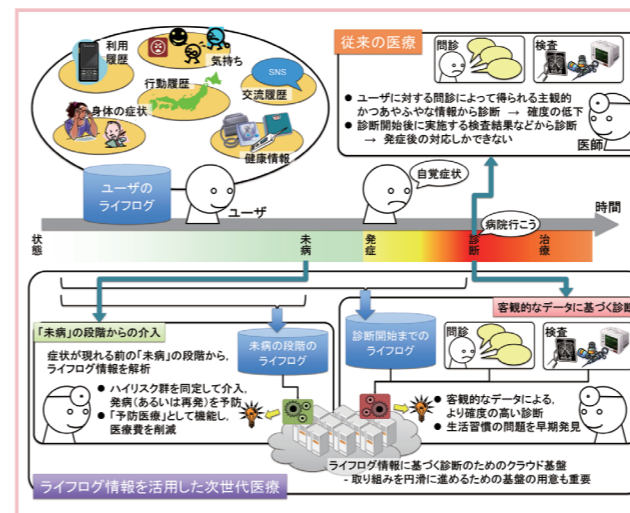 利用
履歴
気持ち
行動履歴
SNS
交流履歴
身体の症状
健康情報
ユーザの
ライフログ
ユーザ
従来の医療
問診
検査
● ユーザに対する問診によって得られる主観的
かつあやふやな情報から診断 → 確度の低下
● 診断開始後に実施する検査結果などから診断
→ 発症後の対応しかできない
医師
自覚症状
病院行こう
時間
状態
未病
発症
診断
治療
「未病」の段階からの介入
症状が現れる前の「未病」の段階から,
ライフログ情報を解析
● ハイリスク群を同定して介入,
発病(あるいは再発)を予防
● 「予防医療」として機能し,
医療費を削減
未病の段階の
ライフログ
診断開始までの
ライフログ
客観的なデータに基づく診断
問診
検査
● 客観的なデータによる,
より確度の高い診断
● 生活習慣の問題を早期発見
ライフログ情報に基づく診断のためのクラウド基盤
- 取り組みを円滑に進めるための基盤の用意も重要
ライフログ情報を活用した次世代医療